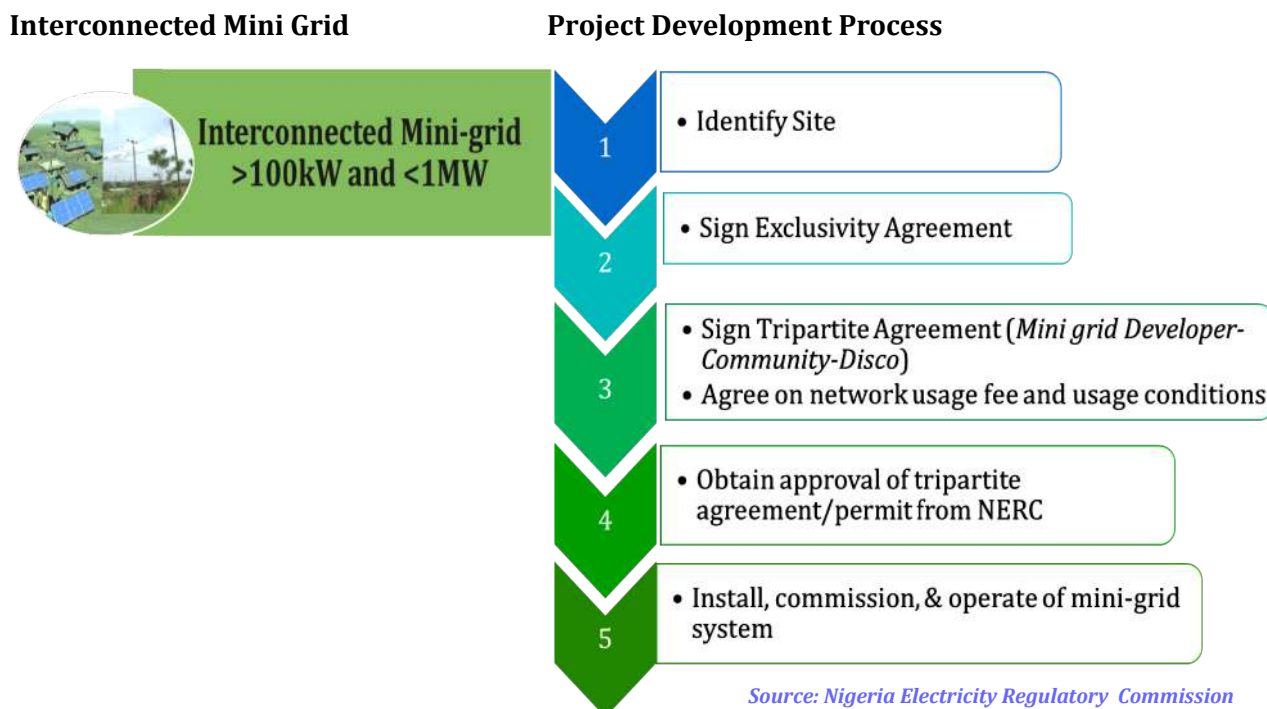 Interconnected Mini Grid
Project Development Process
Interconnected Mini-grid
>100kW and <1MW
1
• Identify Site
2
• Sign Exclusivity Agreement
3
• Sign Tripartite Agreement (Mini grid Developer-
Community-Disco)
• Agree on network usage fee and usage conditions
4
• Obtain approval of tripartite
agreement/permit from NERC
5
• Install, commission, & operate of mini-grid
system
Source: Nigeria Electricity Regulatory Commission